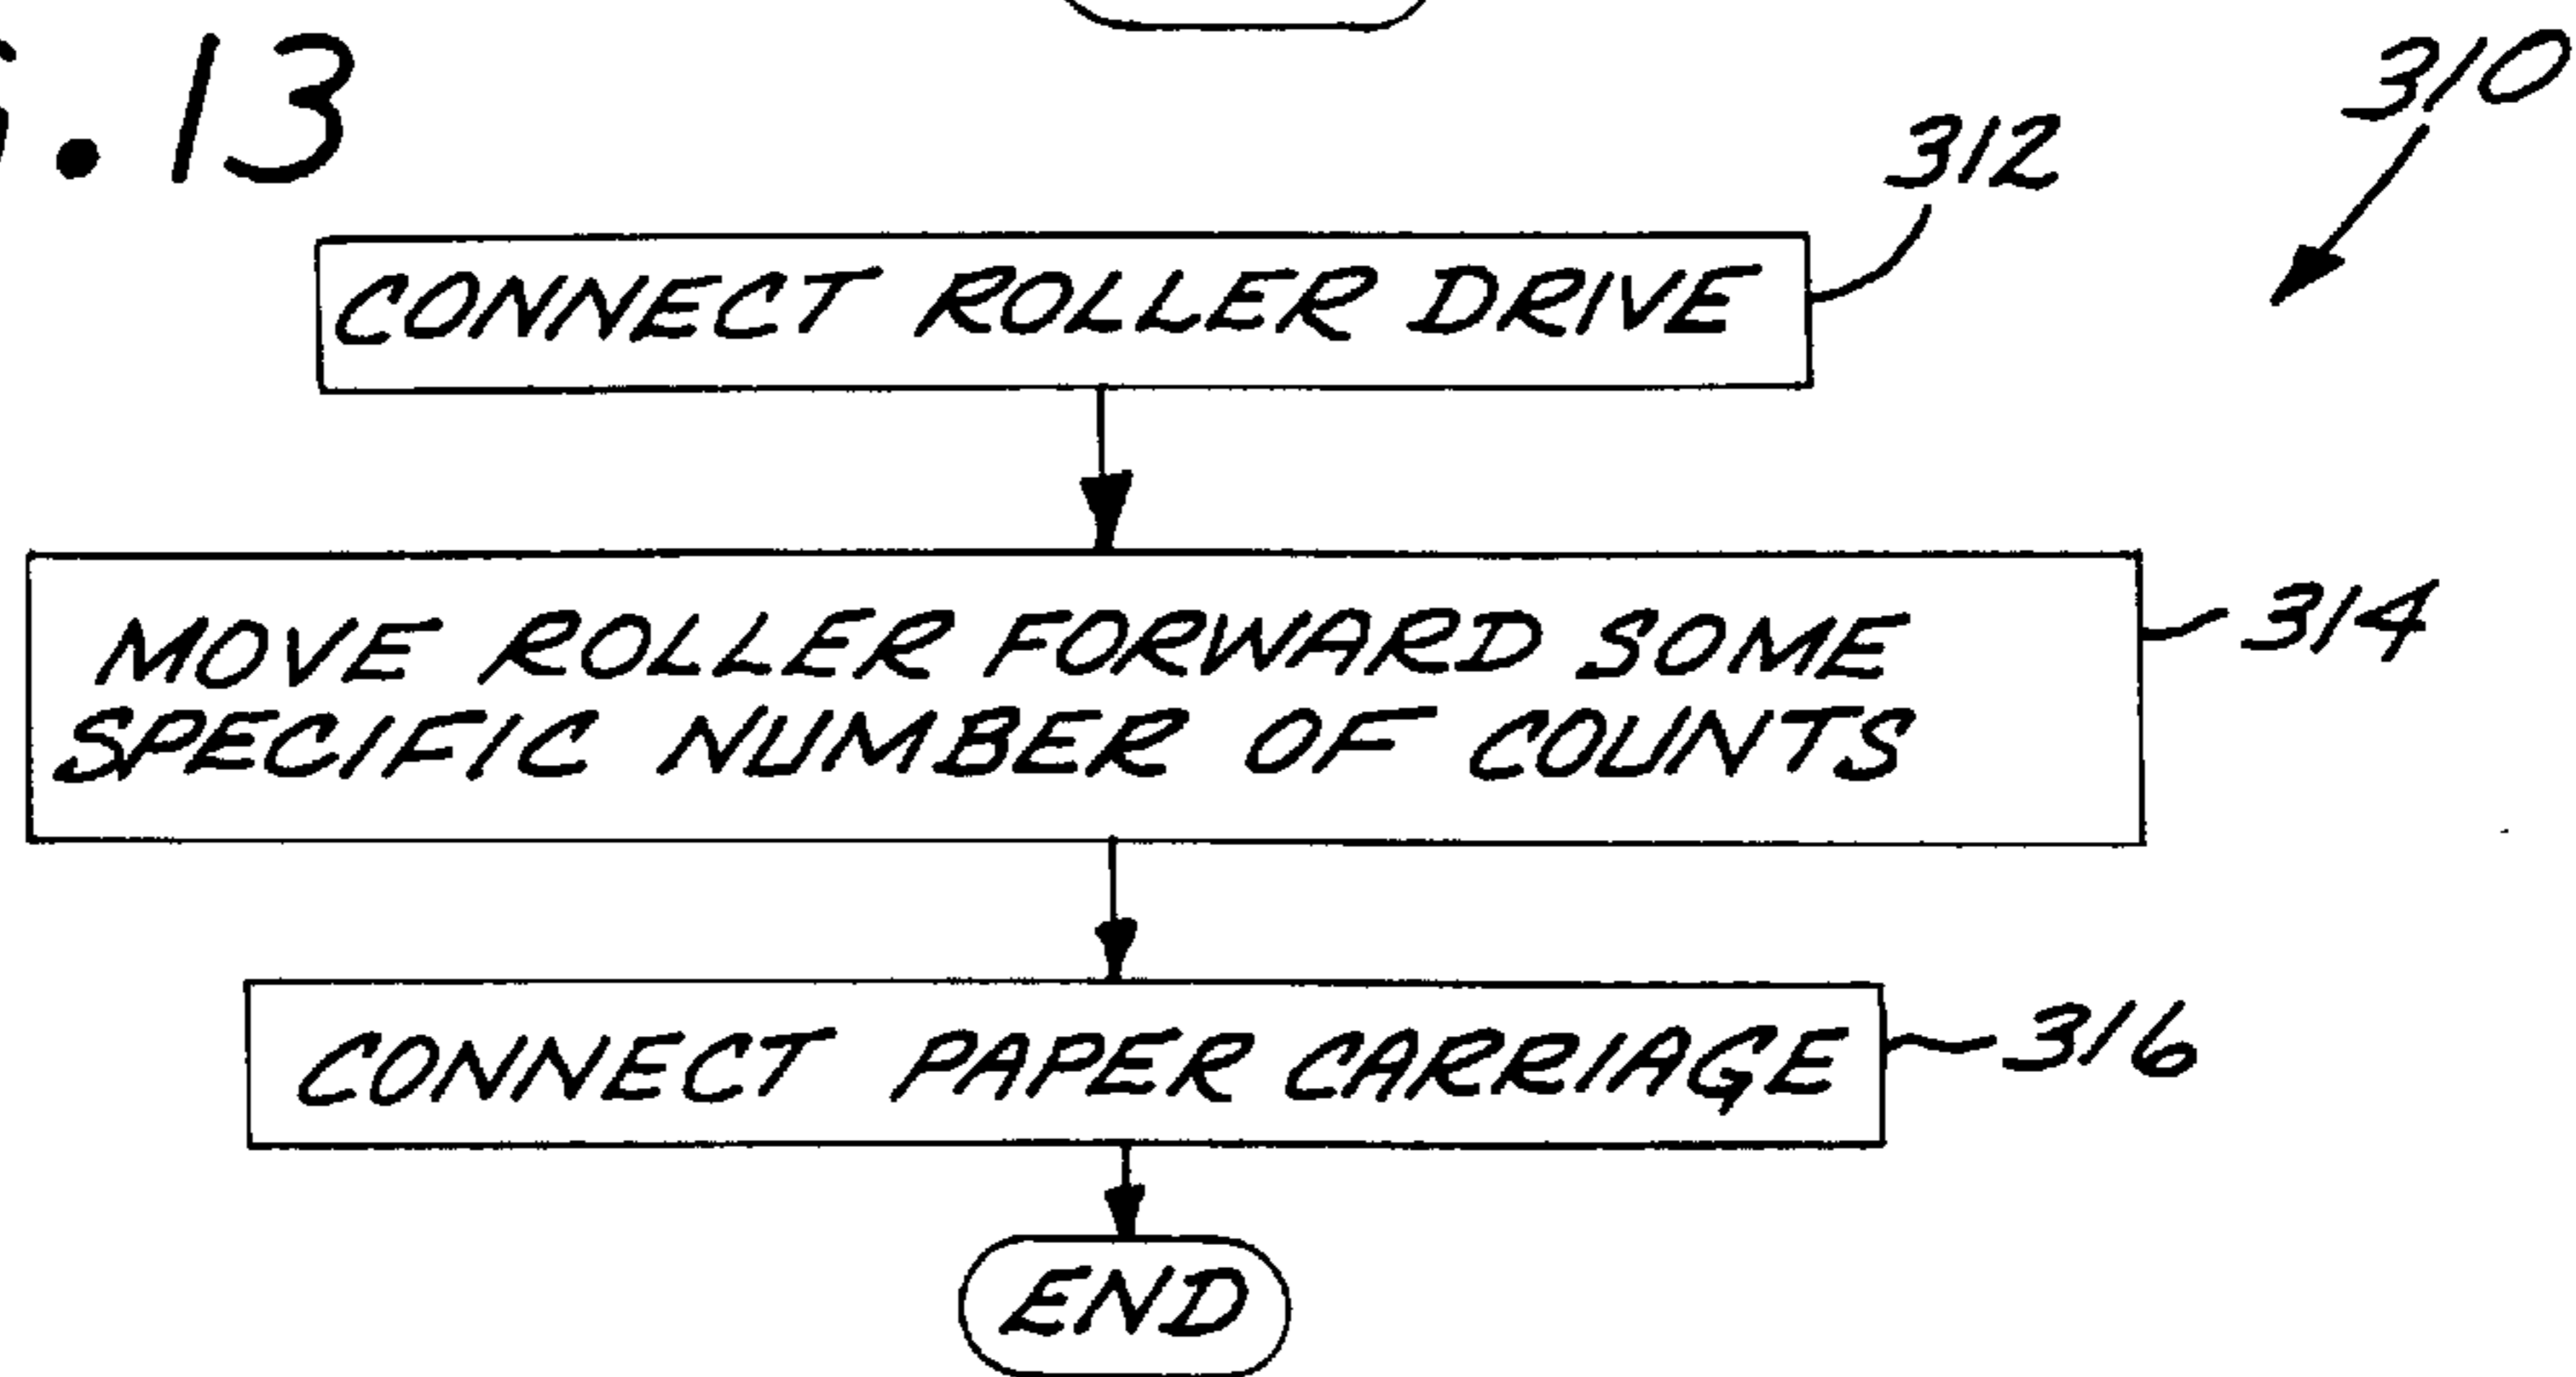 . 13
310
312
CONNECT ROLLER DRIVE
MOVE ROLLER FORWARD SOME
SPECIFIC NUMBER OF COUNTS
314
CONNECT PAPER CARRIAGE
316
END